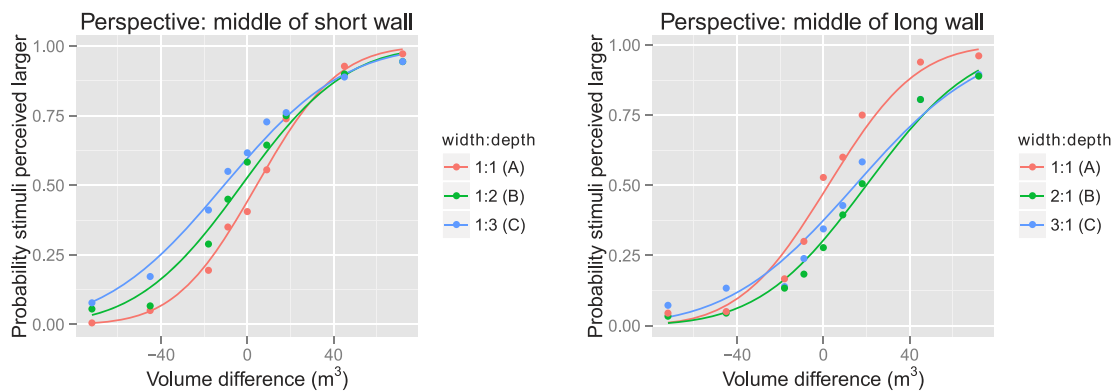 Perspective: middle of short wall
Probability stimuli perceived larger
1.00
0.75
0.50
0.25
0.00
−40
0
40
Volume difference (m³)
width:depth
1:1 (A)
1:2 (B)
1:3 (C)
Perspective: middle of long wall
Probability stimuli perceived larger
1.00
0.75
0.50
0.25
0.00
−40
0
40
Volume difference (m³)
width:depth
1:1 (A)
2:1 (B)
3:1 (C)